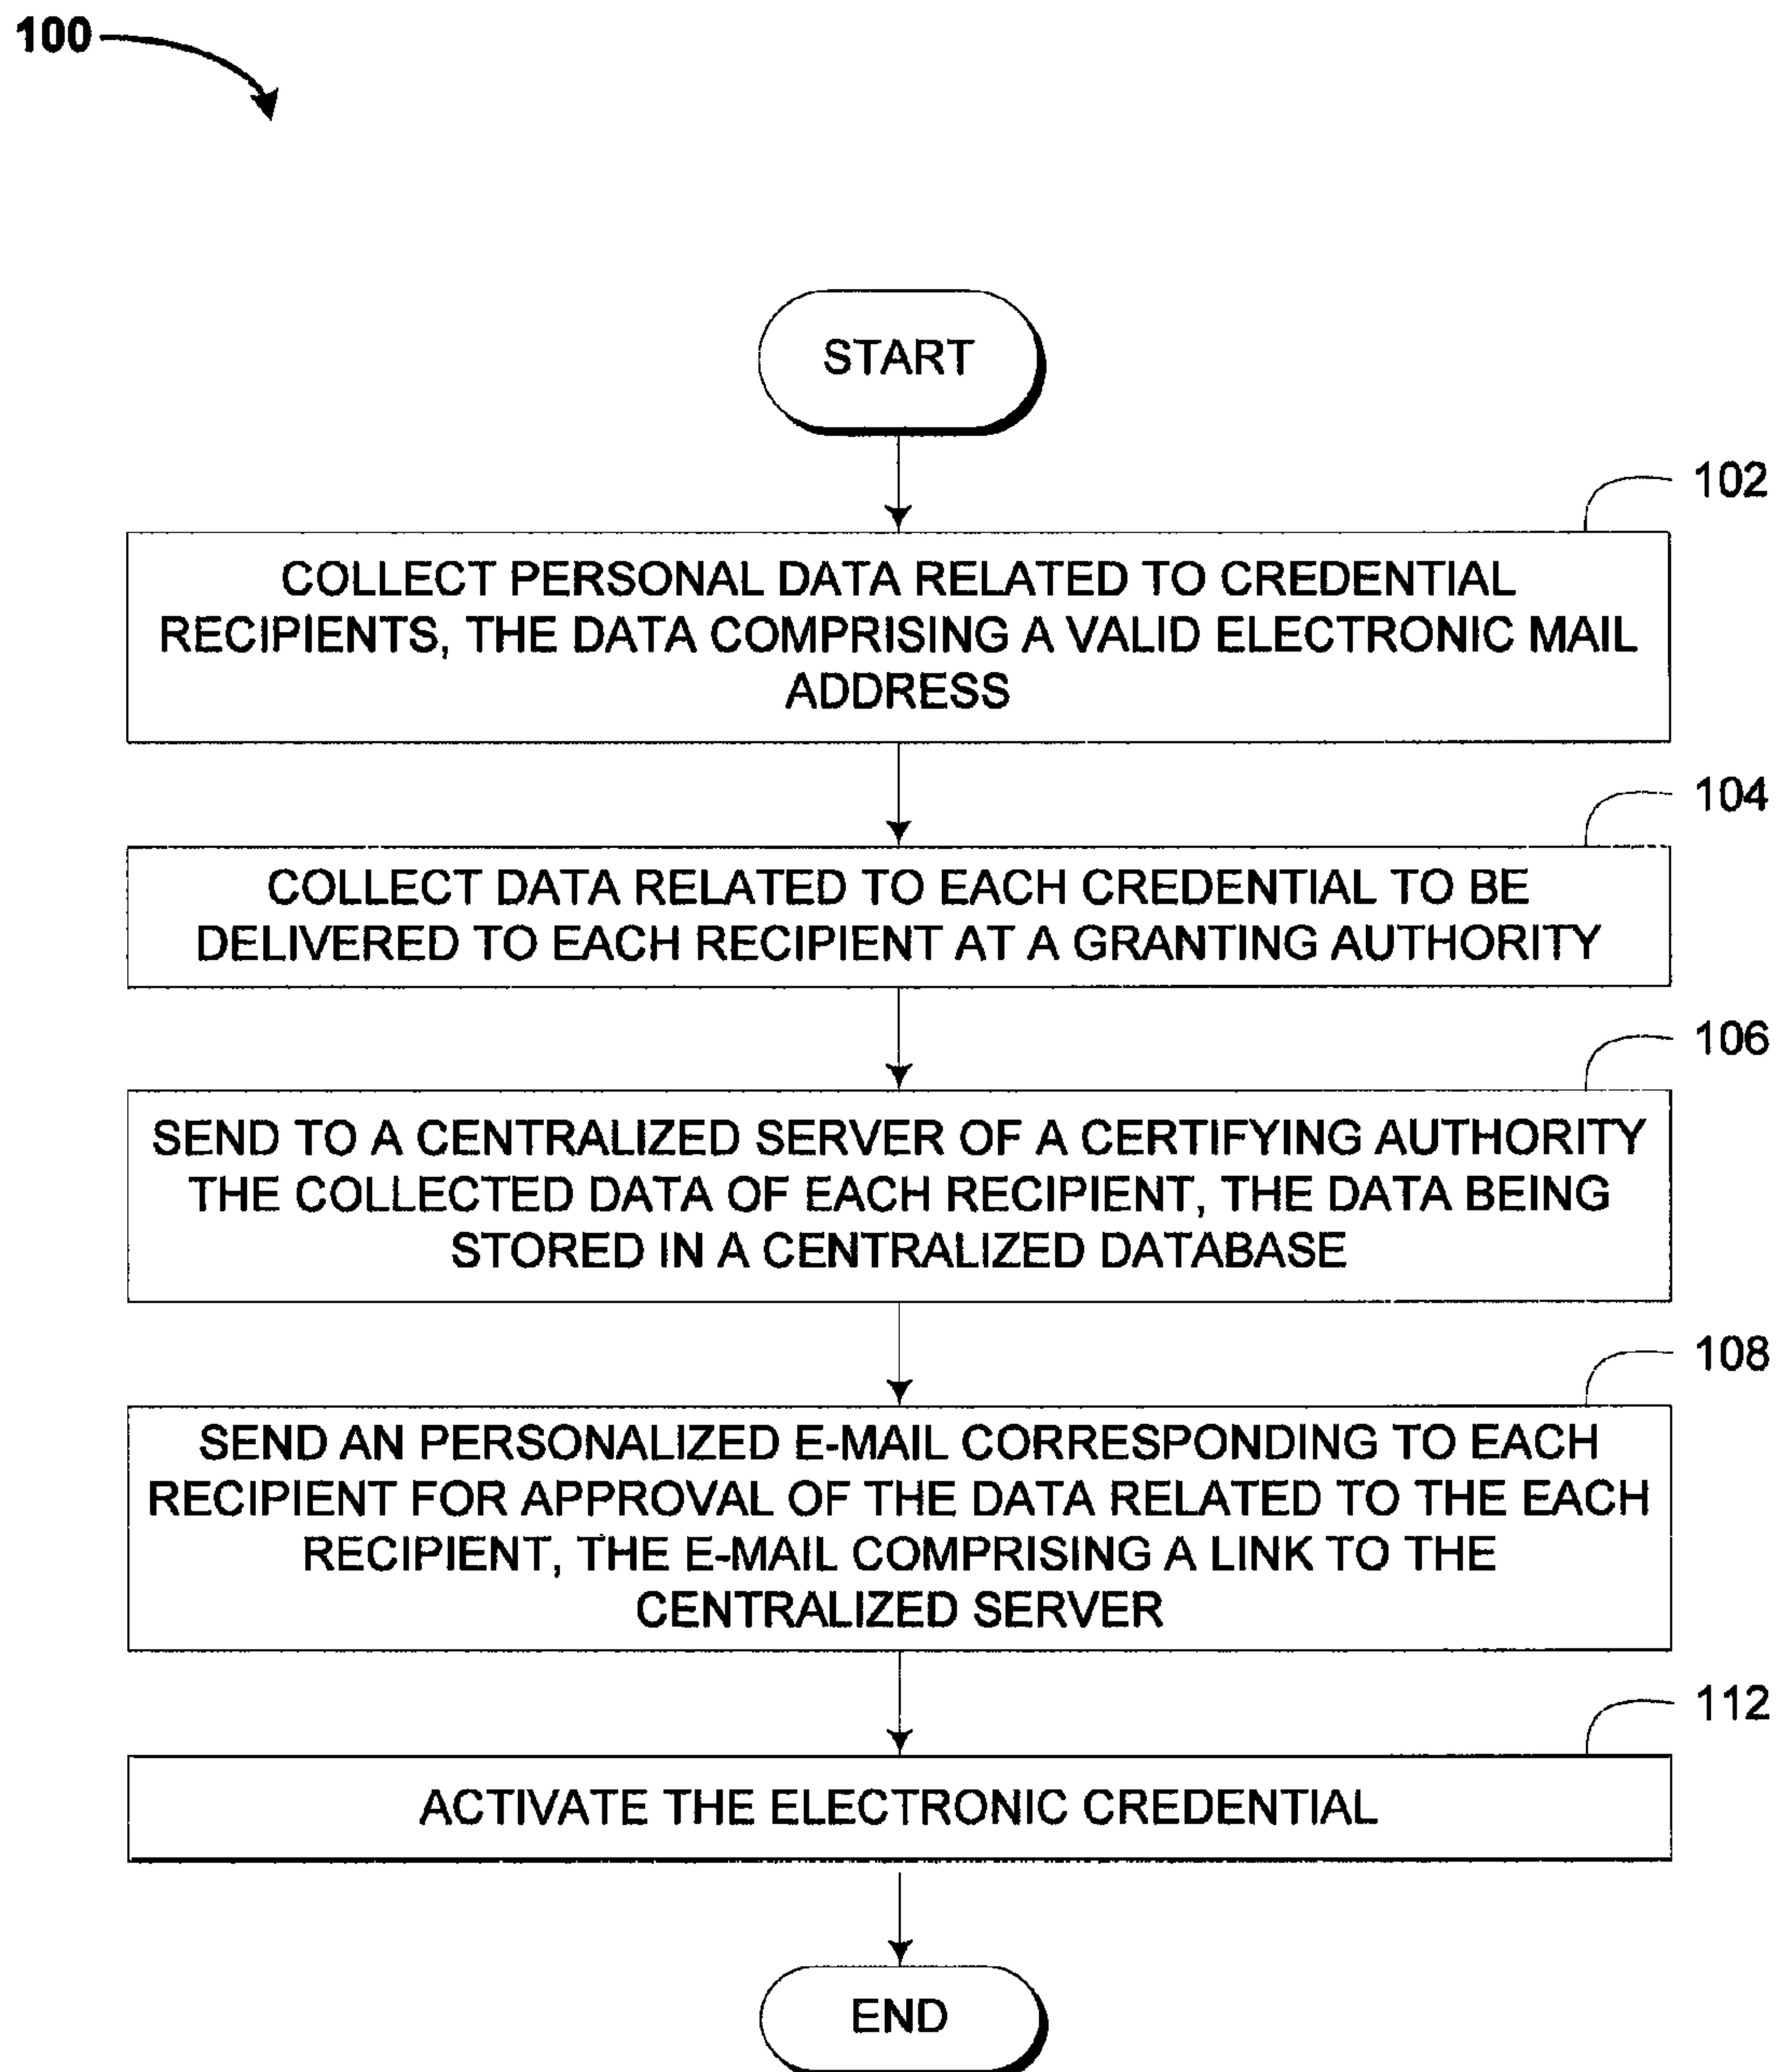 100
START
102
COLLECT PERSONAL DATA RELATED TO CREDENTIAL
RECIPIENTS, THE DATA COMPRISING A VALID ELECTRONIC MAIL
ADDRESS
104
COLLECT DATA RELATED TO EACH CREDENTIAL TO BE
DELIVERED TO EACH RECIPIENT AT A GRANTING AUTHORITY
106
SEND TO A CENTRALIZED SERVER OF A CERTIFYING AUTHORITY
THE COLLECTED DATA OF EACH RECIPIENT, THE DATA BEING
STORED IN A CENTRALIZED DATABASE
108
SEND AN PERSONALIZED E-MAIL CORRESPONDING TO EACH
RECIPIENT FOR APPROVAL OF THE DATA RELATED TO THE EACH
RECIPIENT, THE E-MAIL COMPRISING A LINK TO THE
CENTRALIZED SERVER
112
ACTIVATE THE ELECTRONIC CREDENTIAL
END